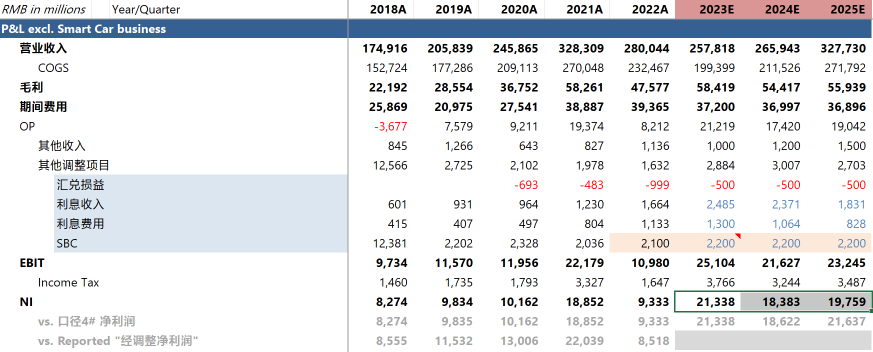 RMB in millions Year/Quarter 2018A 2019A 2020A 2021A 2022A 2023E 2024E 2025E
P&L excl. Smart Car business
营业收入 174,916 205,839 245,865 328,309 280,044 257,818 265,943 327,730
COGS 152,724 177,286 209,113 270,048 232,467 199,399 211,526 271,792
毛利 22,192 28,554 36,752 58,261 47,577 58,419 54,417 55,939
期间费用 25,869 20,975 27,541 38,887 39,365 37,200 36,997 36,896
OP -3,677 7,579 9,211 19,374 8,212 21,219 17,420 19,042
其他收入 845 1,266 643 827 1,136 1,000 1,200 1,500
其他调整项目 12,566 2,725 2,102 1,978 1,632 2,884 3,007 2,703
汇兑损益 -693 -483 -999 -500 -500 -500
利息收入 601 931 964 1,230 1,664 2,485 2,371 1,831
利息费用 415 407 497 804 1,133 1,300 1,064 828
SBC 12,381 2,202 2,328 2,036 2,100 2,200 2,200 2,200
EBIT 9,734 11,570 11,956 22,179 10,980 25,104 21,627 23,245
Income Tax 1,460 1,735 1,793 3,327 1,647 3,766 3,244 3,487
NI 8,274 9,834 10,162 18,852 9,333 21,338 18,383 19,759
vs. 口径4# 净利润 8,274 9,835 10,162 18,852 9,333 21,338 18,622 21,637
vs. Reported "经调整净利润" 8,555 11,532 13,006 22,039 8,518